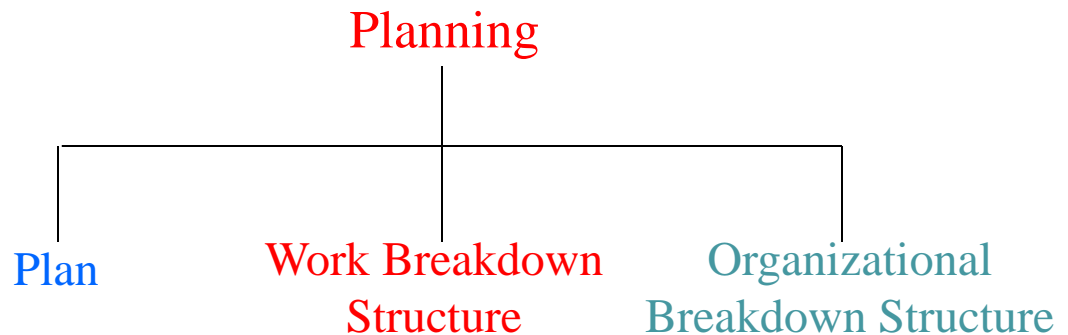 Planning
Plan
Work Breakdown
Structure
Organizational
Breakdown Structure